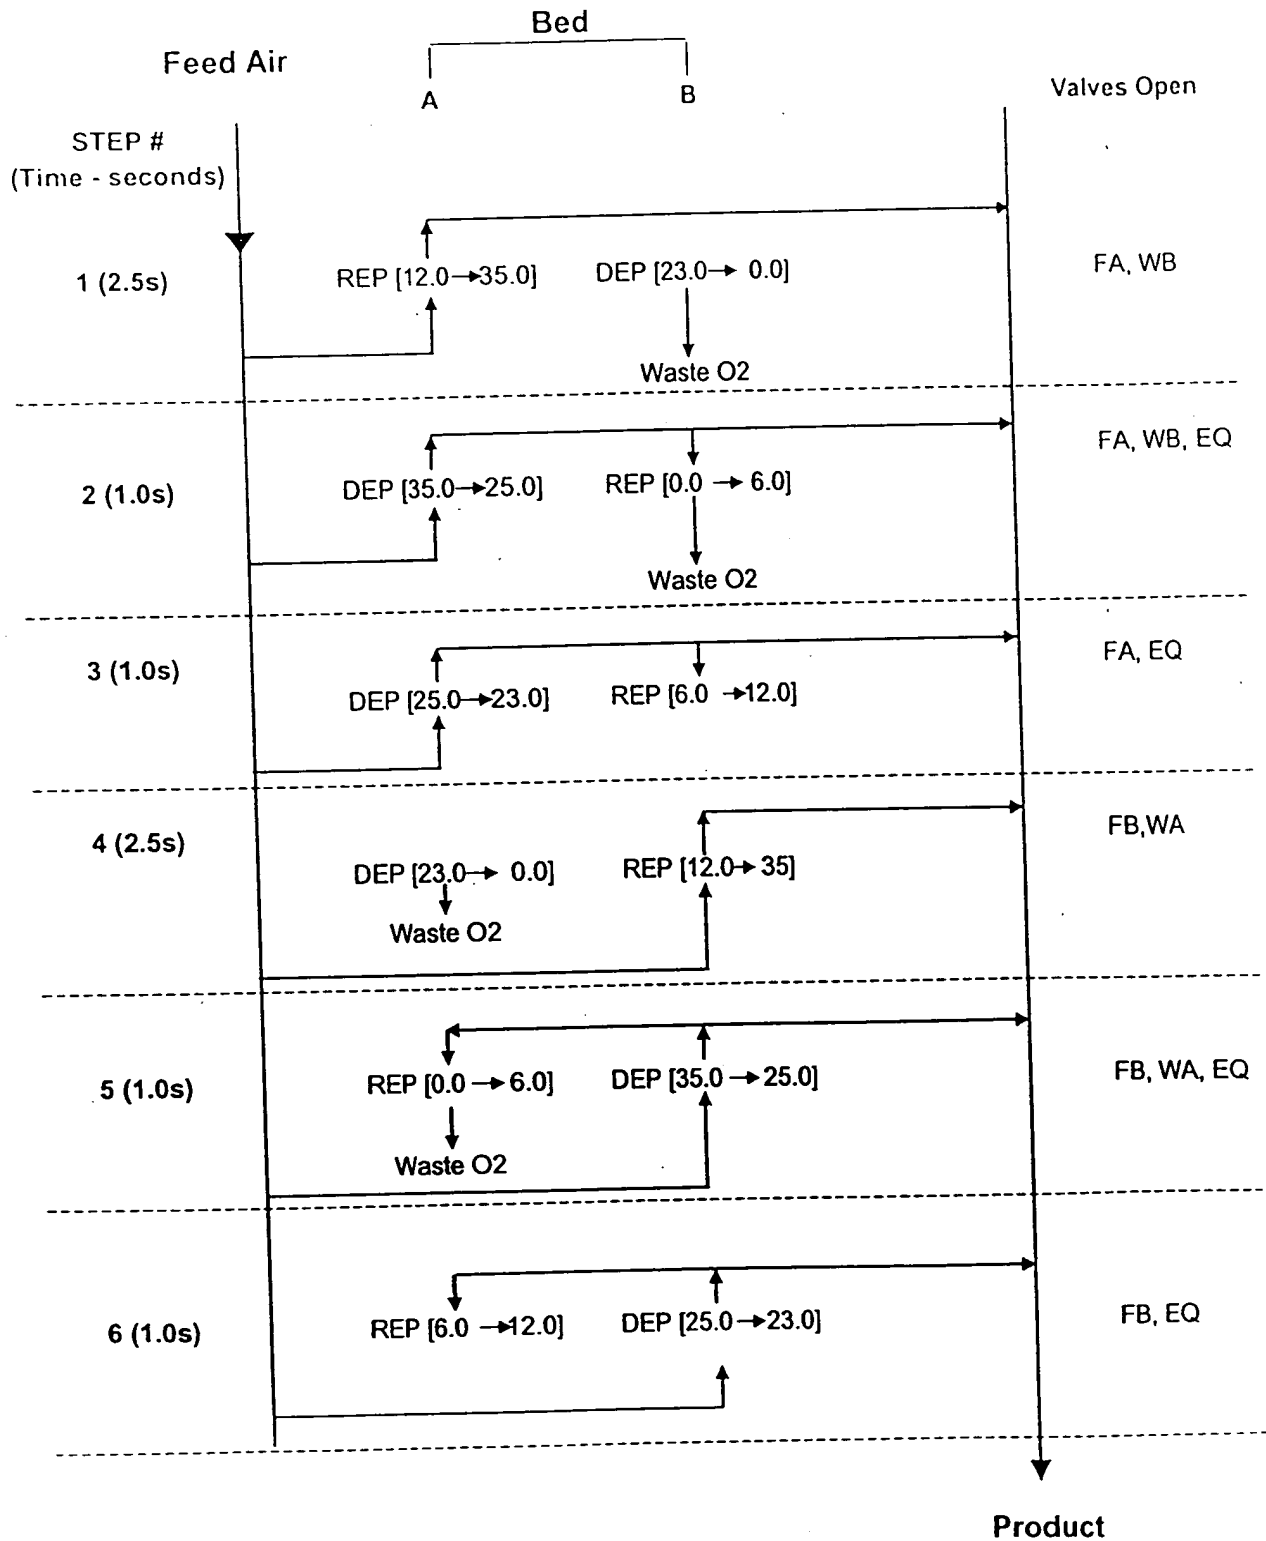 Bed
Feed Air
A B Valves Open
STEP #
(Time - seconds)
1 (2.5s) REP [12.0→35.0] DEP [23.0→ 0.0] FA, WB
Waste O2
2 (1.0s) DEP [35.0→25.0] REP [0.0 → 6.0] FA, WB, EQ
Waste O2
3 (1.0s) DEP [25.0→23.0] REP [6.0 →12.0] FA, EQ
4 (2.5s) DEP [23.0→ 0.0] REP [12.0→ 35] FB,WA
Waste O2
5 (1.0s) REP [0.0 → 6.0] DEP [35.0 → 25.0] FB, WA, EQ
Waste O2
6 (1.0s) REP [6.0 →12.0] DEP [25.0→23.0] FB, EQ
Product